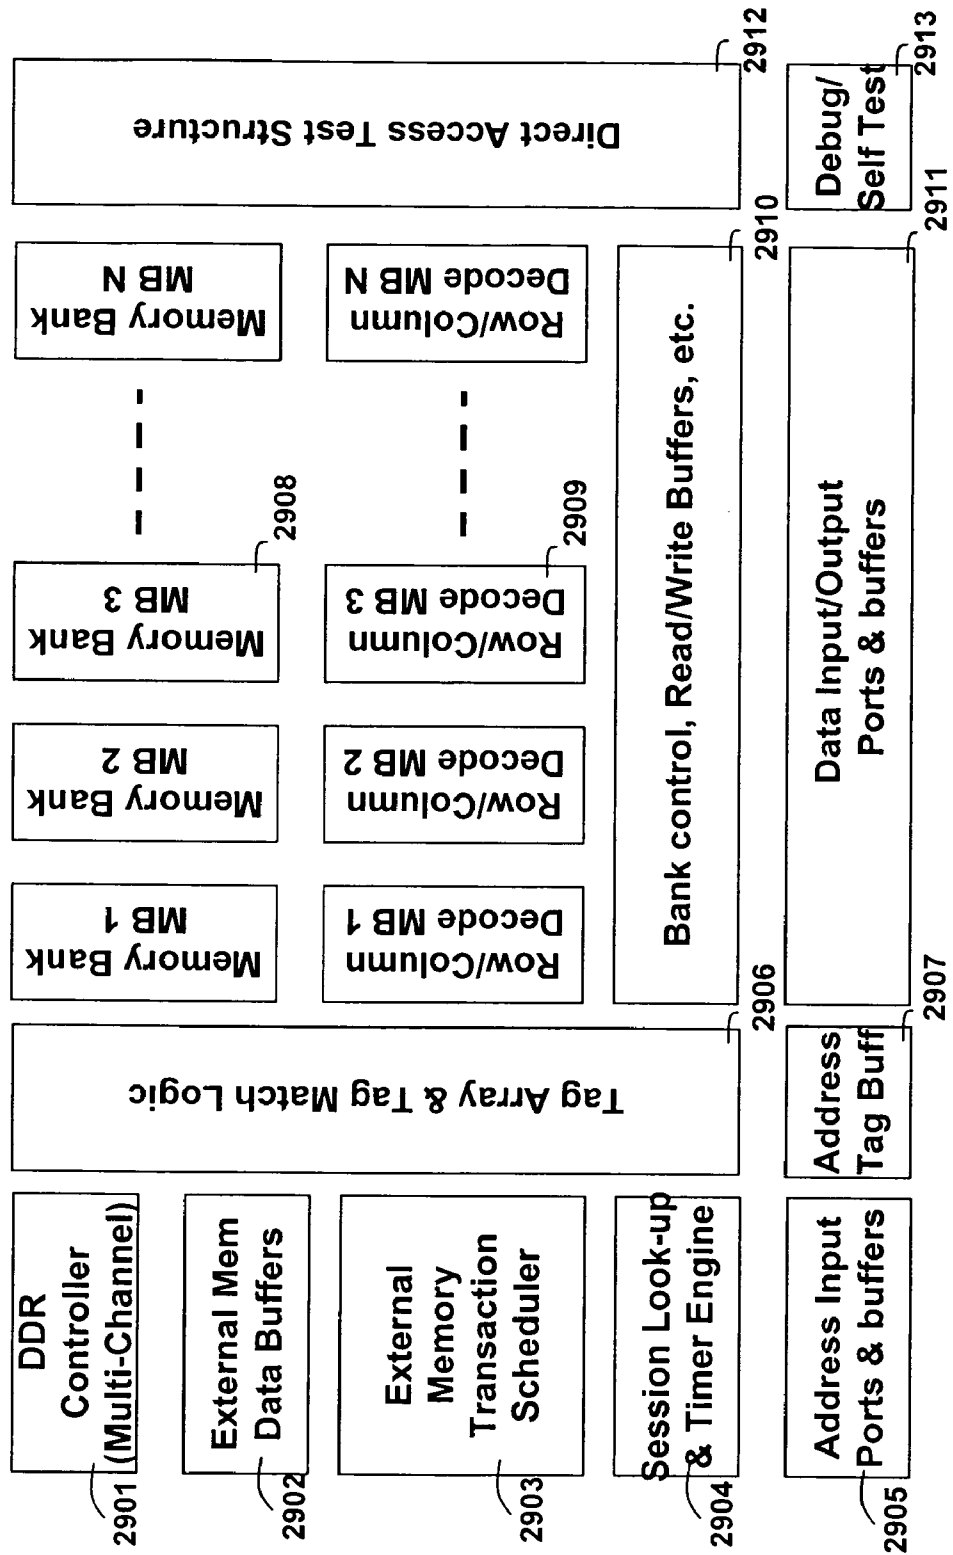 DDR
Controller
(Multi-Channel)
2901
External Mem
Data Buffers
2902
External
Memory
Transaction
Scheduler
2903
Session Look-up
& Timer Engine
2904
Address Input
Ports & buffers
2905
Tag Array & Tag Match Logic
2906
Address
Tag Buff
2907
Memory Bank
MB 1
Memory Bank
MB 2
Memory Bank
MB 3
2908
Memory Bank
MB N
Row/Column
Decode MB 1
Row/Column
Decode MB 2
Row/Column
Decode MB 3
2909
Row/Column
Decode MB N
Bank control, Read/Write Buffers, etc.
2910
Data Input/Output
Ports & buffers
2911
Direct Access Test Structure
2912
Debug/
Self Test
2913